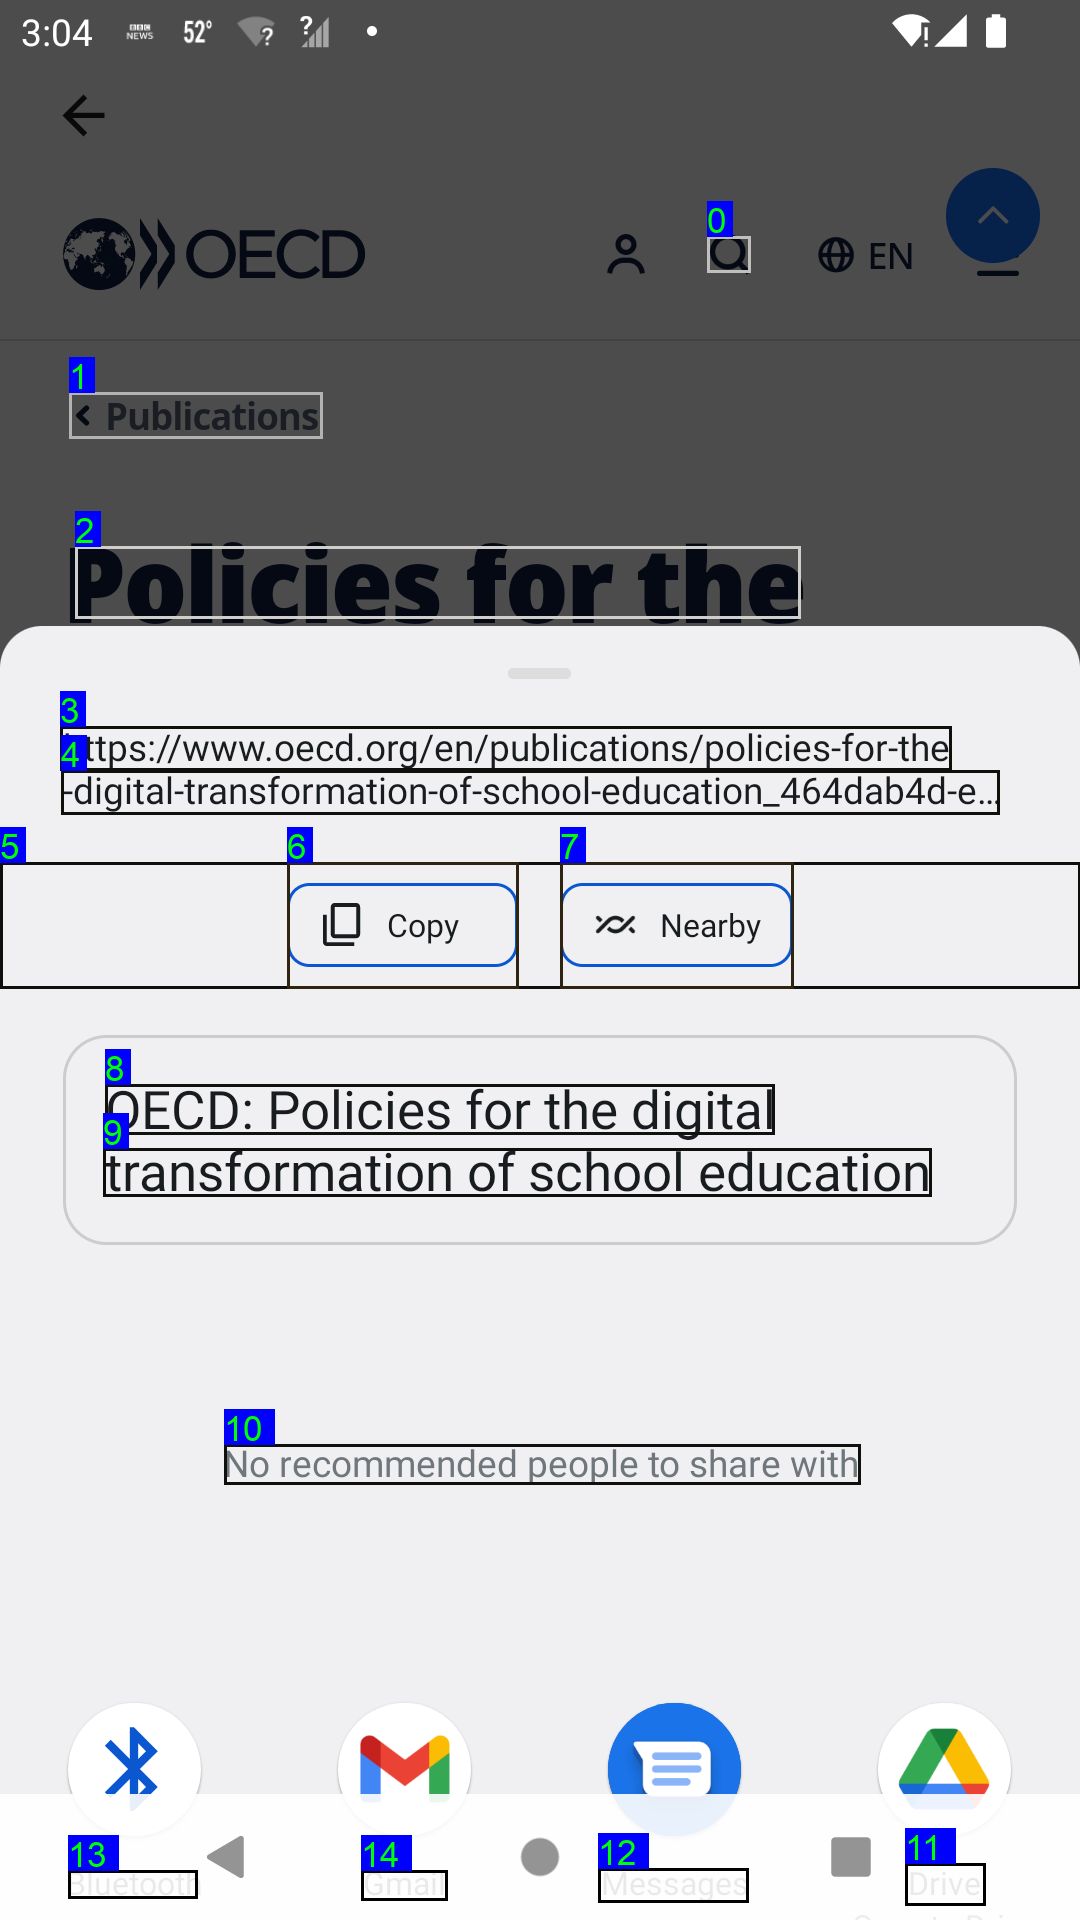 3:04 BBC NEWS 52°
OECD
EN
Publications
Policies for the
https://www.oecd.org/en/publications/policies-for-the
-digital-transformation-of-school-education_464dab4d-e…
Copy
Nearby
OECD: Policies for the digital
transformation of school education
No recommended people to share with
Bluetooth
Gmail
Messages
Drive
0
1
2
3
4
5
6
7
8
9
10
13
14
12
11